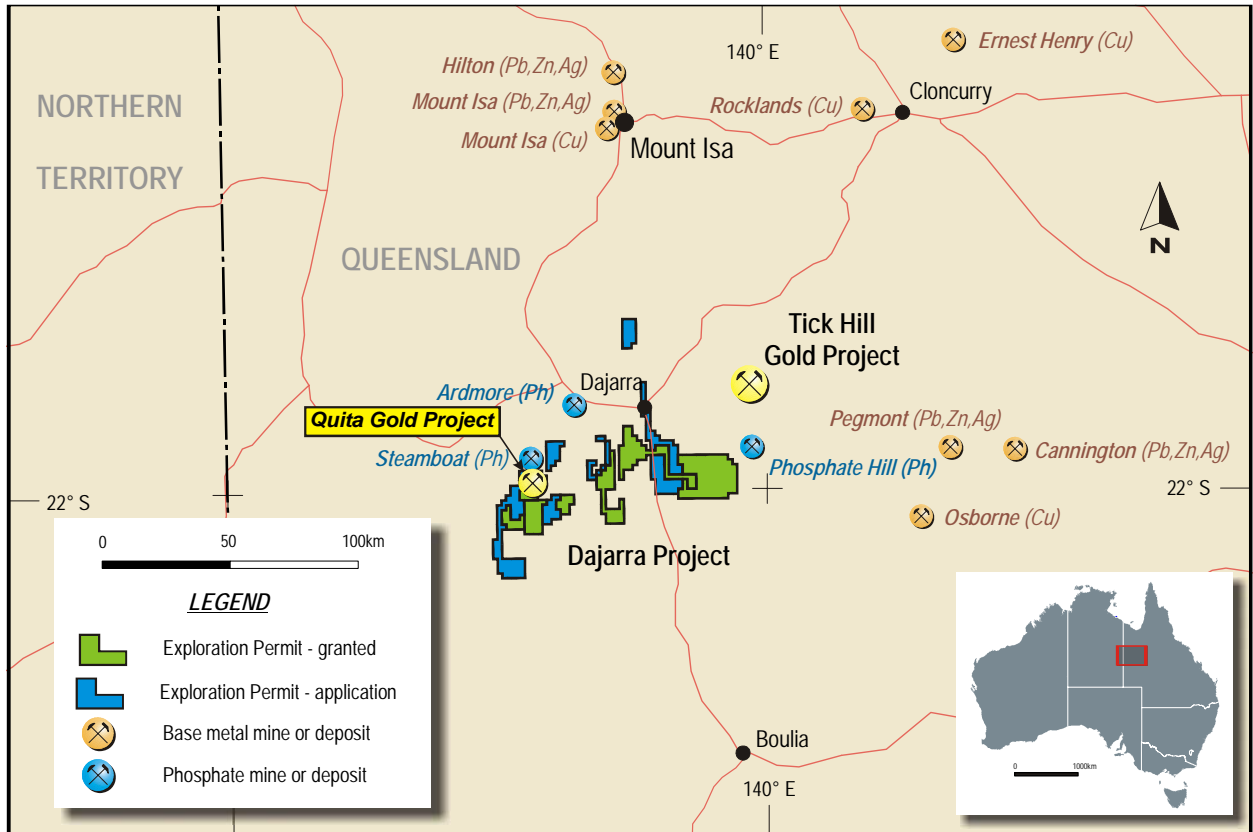 140° E
Ernest Henry (Cu)
Hilton (Pb,Zn,Ag)
NORTHERN
TERRITORY
Mount Isa (Pb,Zn,Ag)
Rocklands (Cu)
Cloncurry
Mount Isa (Cu)
Mount Isa
N
QUEENSLAND
Tick Hill
Gold Project
Dajarra
Ardmore (Ph)
Quita Gold Project
Pegmont (Pb,Zn,Ag)
Cannington (Pb,Zn,Ag)
Steamboat (Ph)
Phosphate Hill (Ph)
22° S
22° S
Osborne (Cu)
Dajarra Project
0 50 100km
LEGEND
Exploration Permit - granted
Exploration Permit - application
Base metal mine or deposit
Phosphate mine or deposit
Boulia
140° E
0 1000km